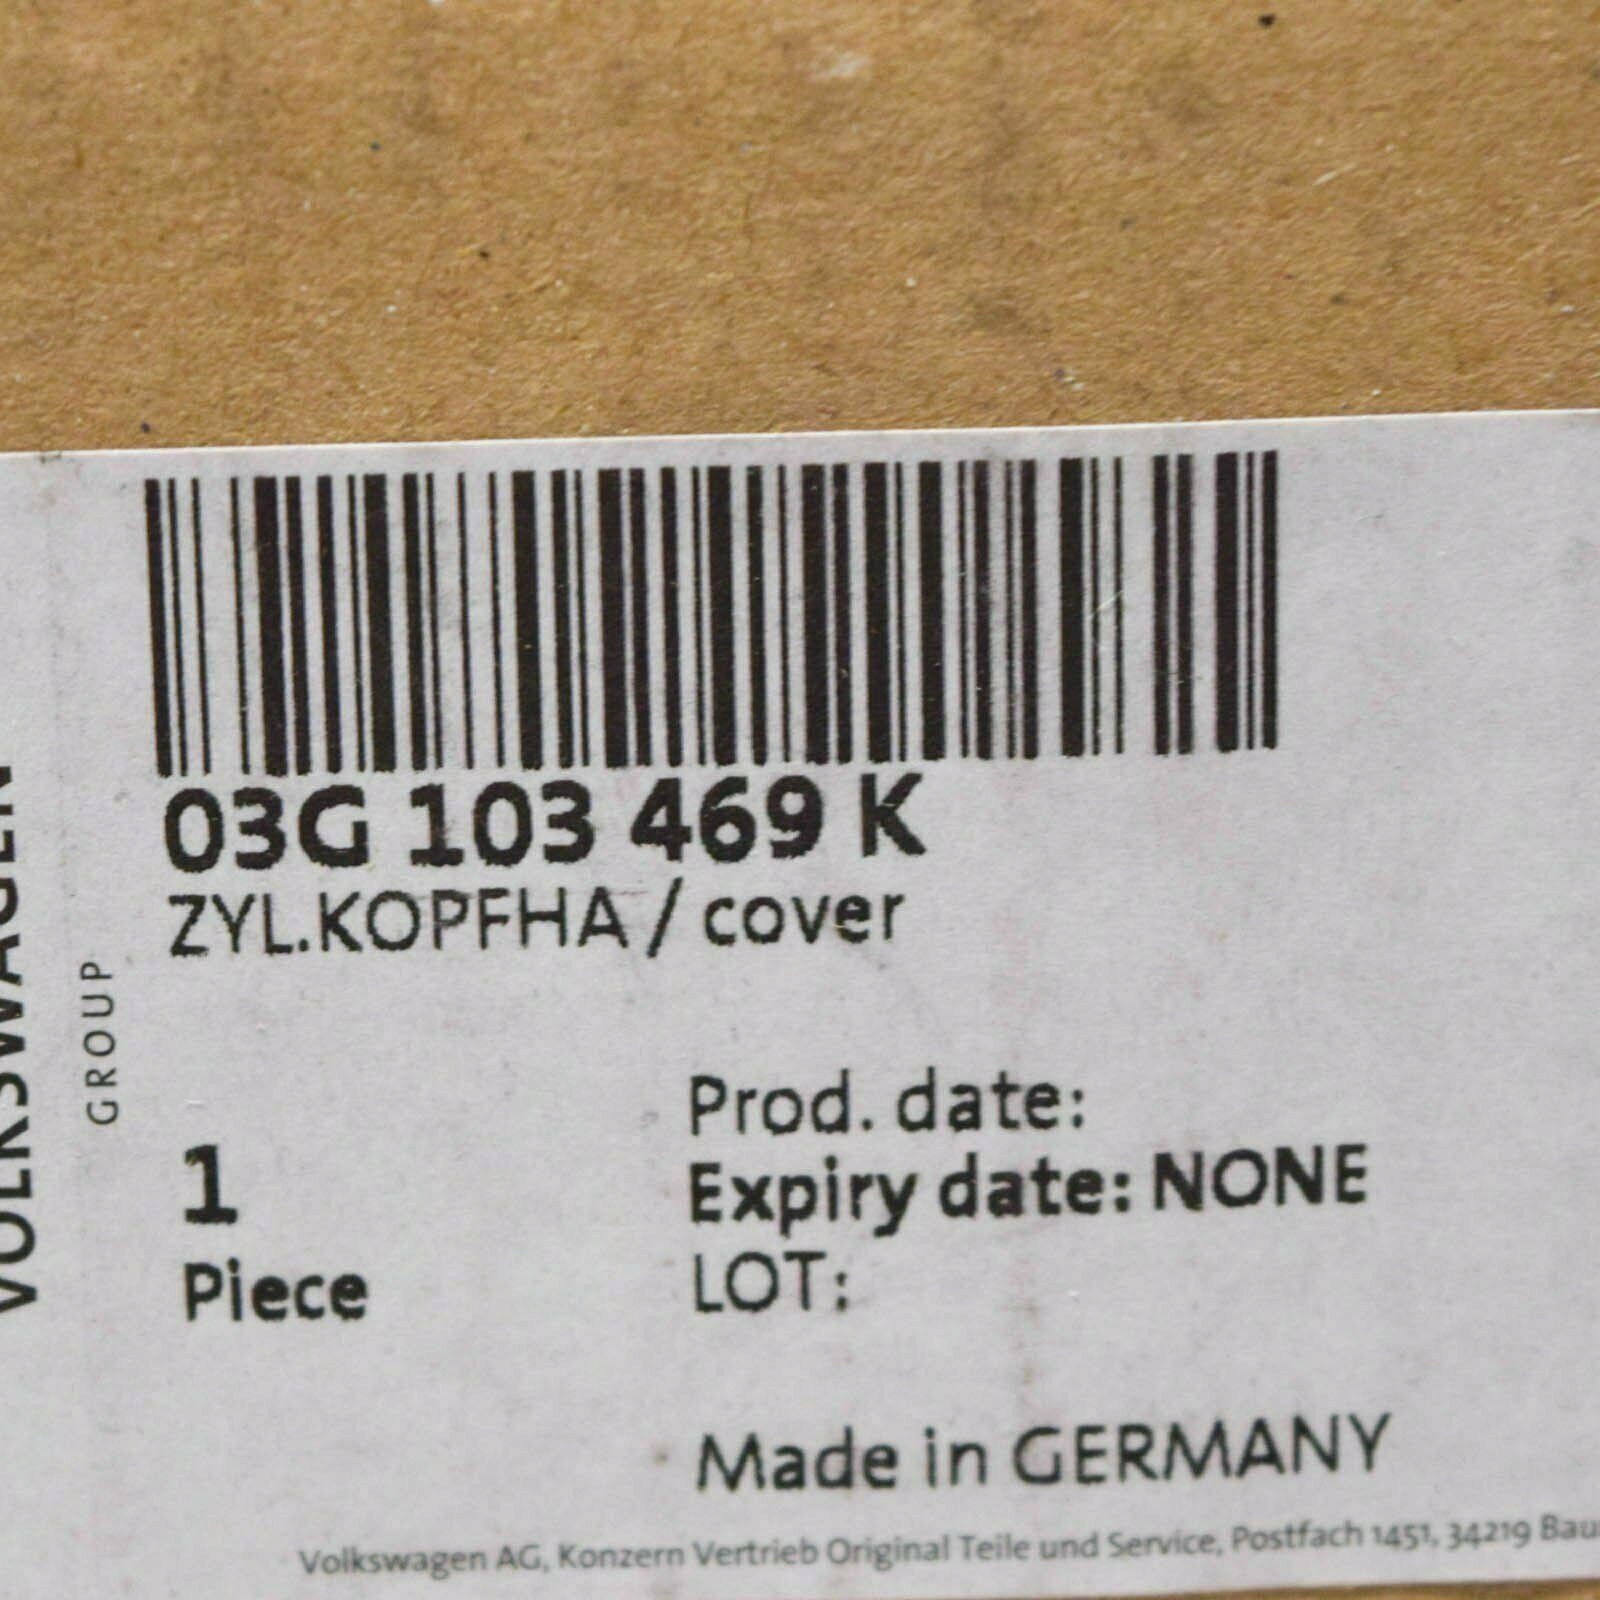 03G 103 469 K
ZYL.KOPFHA / cover
VOLKSWAGEN
GROUP
1
Piece
Prod. date:
Expiry date: NONE
LOT:
Made in GERMANY
Volkswagen AG, Konzern Vertrieb Original Teile und Service, Postfach 1451, 34219